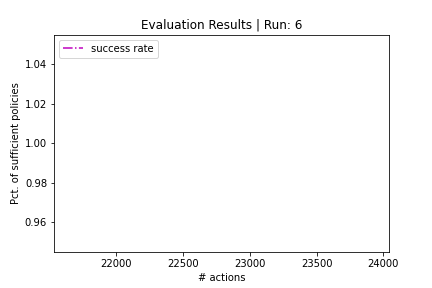 Evaluation Results | Run: 6
success rate
Pct. of sufficient policies
1.04
1.02
1.00
0.98
0.96
22000 22500 23000 23500 24000
# actions